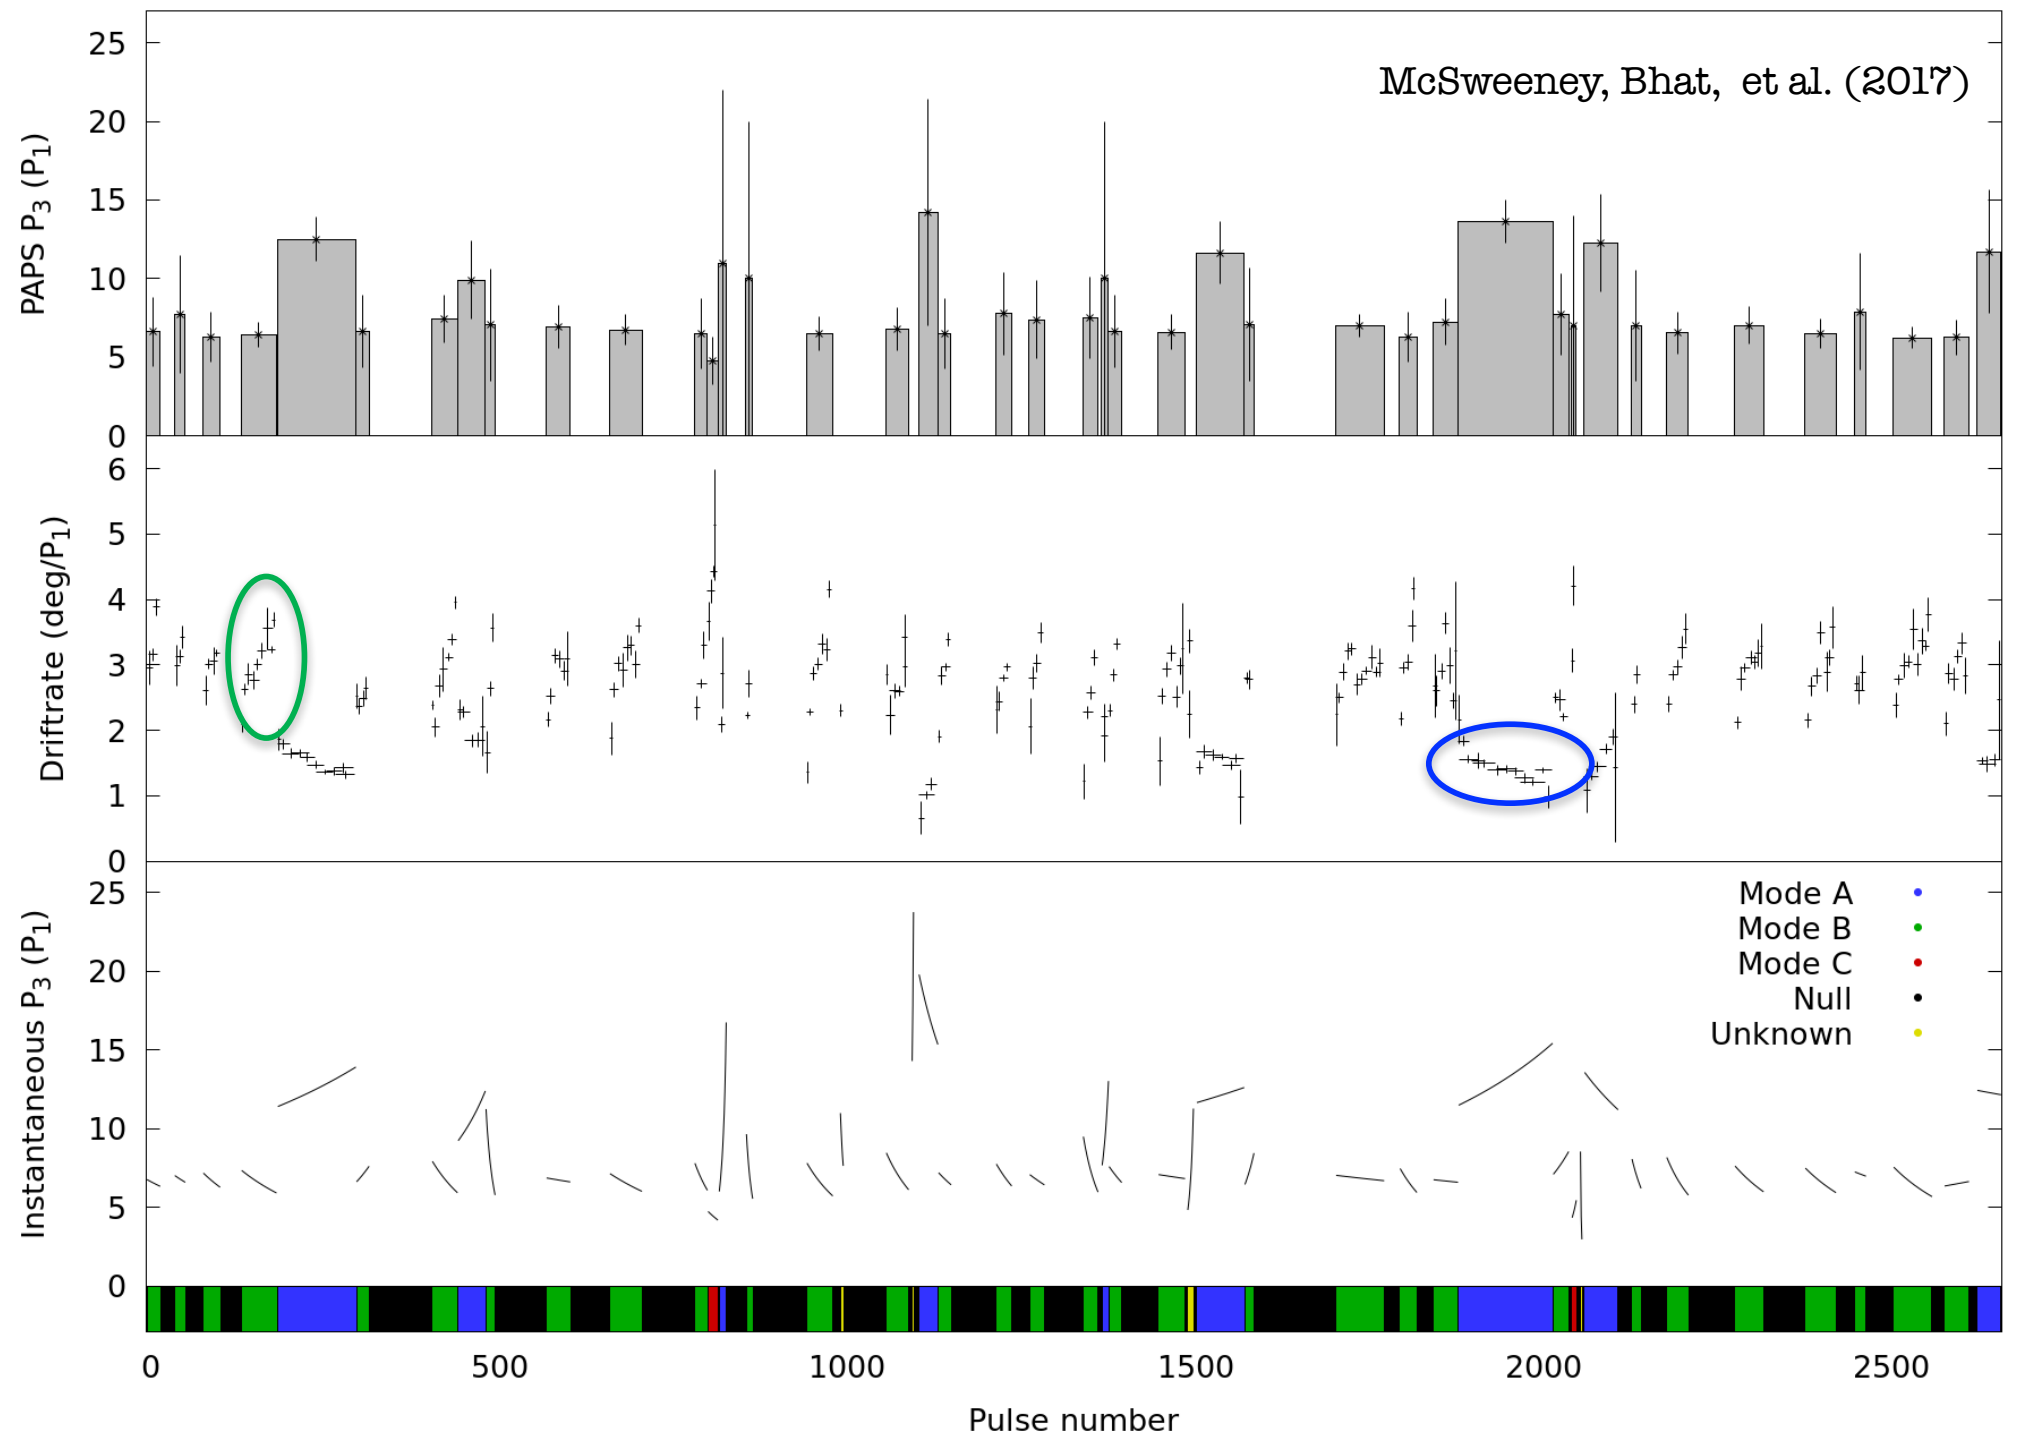 McSweeney, Bhat, et al. (2017)
PAPS P3 (P1)
25
20
15
10
5
0
Driftrate (deg/P1)
6
5
4
3
2
1
0
Instantaneous P3 (P1)
25
20
15
10
5
0
Mode A
Mode B
Mode C
Null
Unknown
0 500 1000 1500 2000 2500
Pulse number